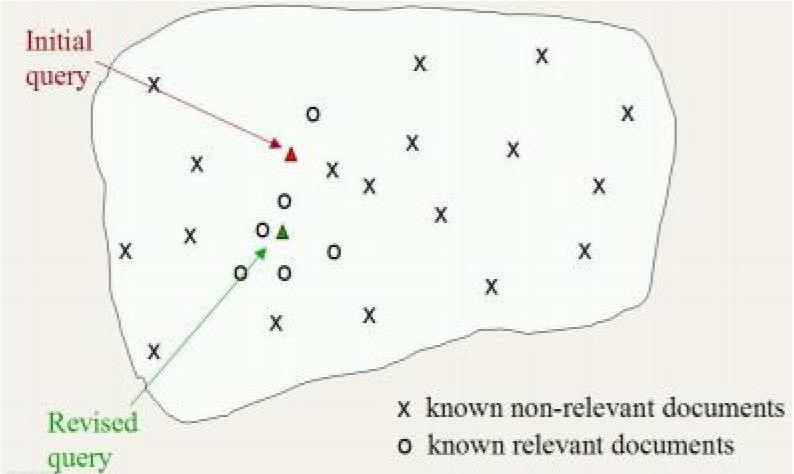 Initial
query
Revised
query
x known non-relevant documents
o known relevant documents